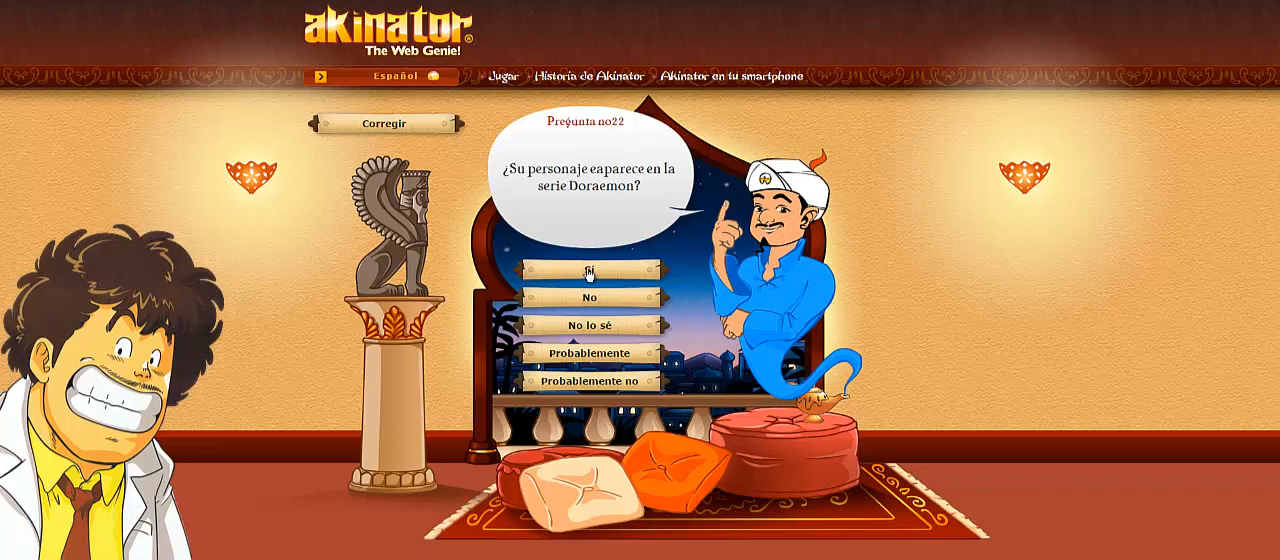 akinator®
The Web Genie!
Español
Jugar
Historia de Akinator
Akinator en tu smartphone
Corregir
Pregunta no22
¿Su personaje eaparece en la
serie Doraemon?
Sí
No
No lo sé
Probablemente
Probablemente no